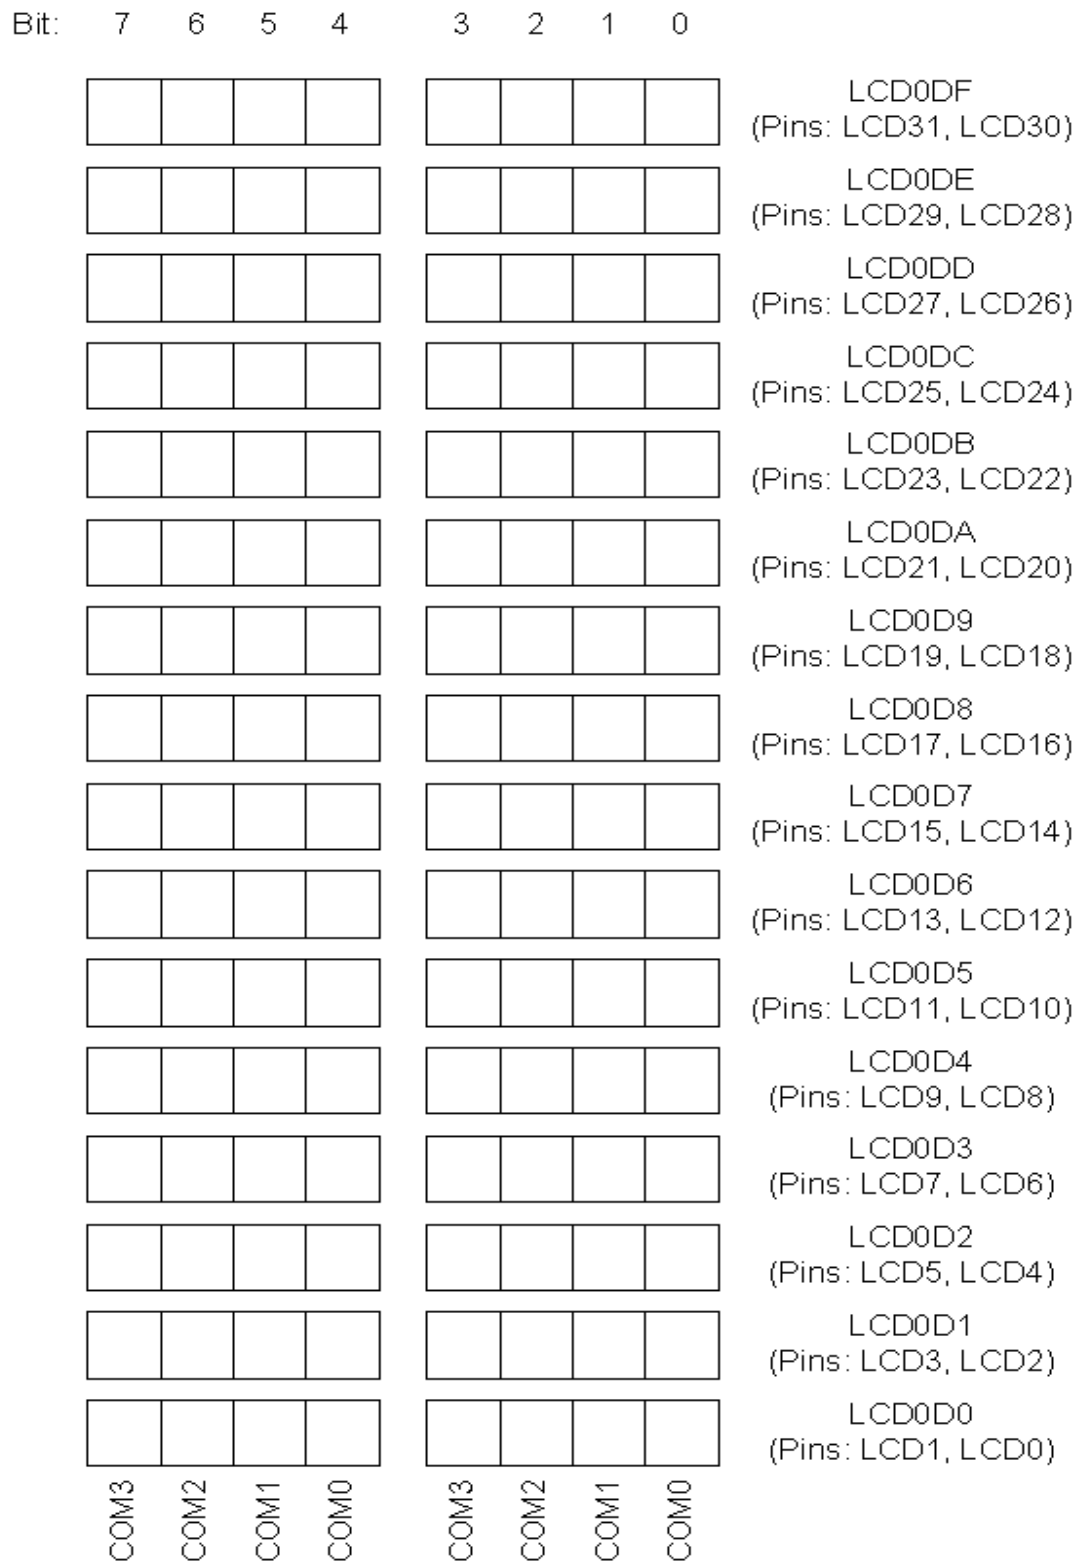 Bit: 7 6 5 4 3 2 1 0
LCD0DF
(Pins: LCD31, LCD30)
LCD0DE
(Pins: LCD29, LCD28)
LCD0DD
(Pins: LCD27, LCD26)
LCD0DC
(Pins: LCD25, LCD24)
LCD0DB
(Pins: LCD23, LCD22)
LCD0DA
(Pins: LCD21, LCD20)
LCD0D9
(Pins: LCD19, LCD18)
LCD0D8
(Pins: LCD17, LCD16)
LCD0D7
(Pins: LCD15, LCD14)
LCD0D6
(Pins: LCD13, LCD12)
LCD0D5
(Pins: LCD11, LCD10)
LCD0D4
(Pins: LCD9, LCD8)
LCD0D3
(Pins: LCD7, LCD6)
LCD0D2
(Pins: LCD5, LCD4)
LCD0D1
(Pins: LCD3, LCD2)
LCD0D0
(Pins: LCD1, LCD0)
COM3 COM2 COM1 COM0 COM3 COM2 COM1 COM0